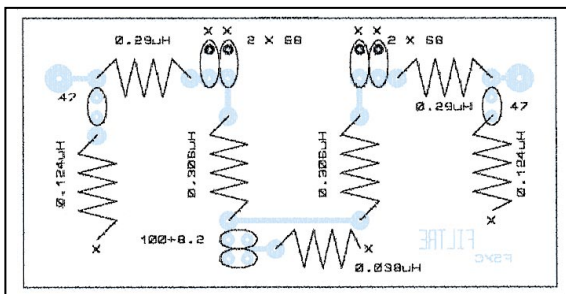 0.29uH
× ×
2 × 68
× ×
2 × 68
47
0.29uH
47
0.124uH
0.306uH
0.306uH
0.124uH
×
100+8.2
0.038uH
×
×
FILTRE
F5XC